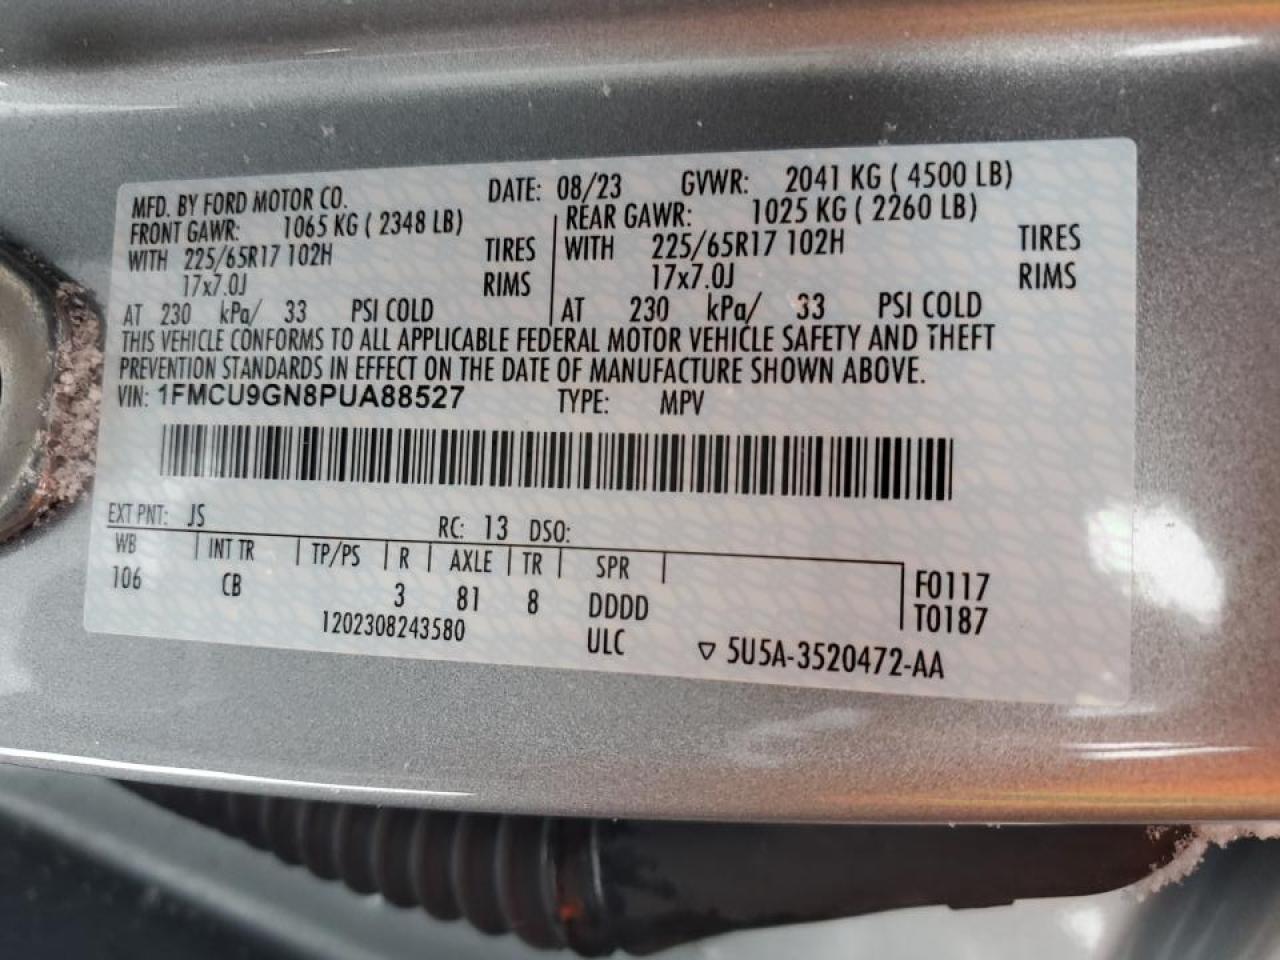 MFD. BY FORD MOTOR CO. DATE: 08/23 GVWR: 2041 KG ( 4500 LB)
FRONT GAWR: 1065 KG ( 2348 LB) REAR GAWR: 1025 KG ( 2260 LB)
WITH 225/65R17 102H TIRES WITH 225/65R17 102H TIRES
17x7.0J RIMS 17x7.0J RIMS
AT 230 kPa/ 33 PSI COLD AT 230 kPa/ 33 PSI COLD
THIS VEHICLE CONFORMS TO ALL APPLICABLE FEDERAL MOTOR VEHICLE SAFETY AND THEFT
PREVENTION STANDARDS IN EFFECT ON THE DATE OF MANUFACTURE SHOWN ABOVE.
VIN: 1FMCU9GN8PUA88527 TYPE: MPV
EXT PNT: JS RC: 13 DSO:
WB INT TR TP/PS R AXLE TR SPR
106 CB 3 81 8 DDDD F0117
1202308243580 ULC T0187
▽ 5U5A-3520472-AA